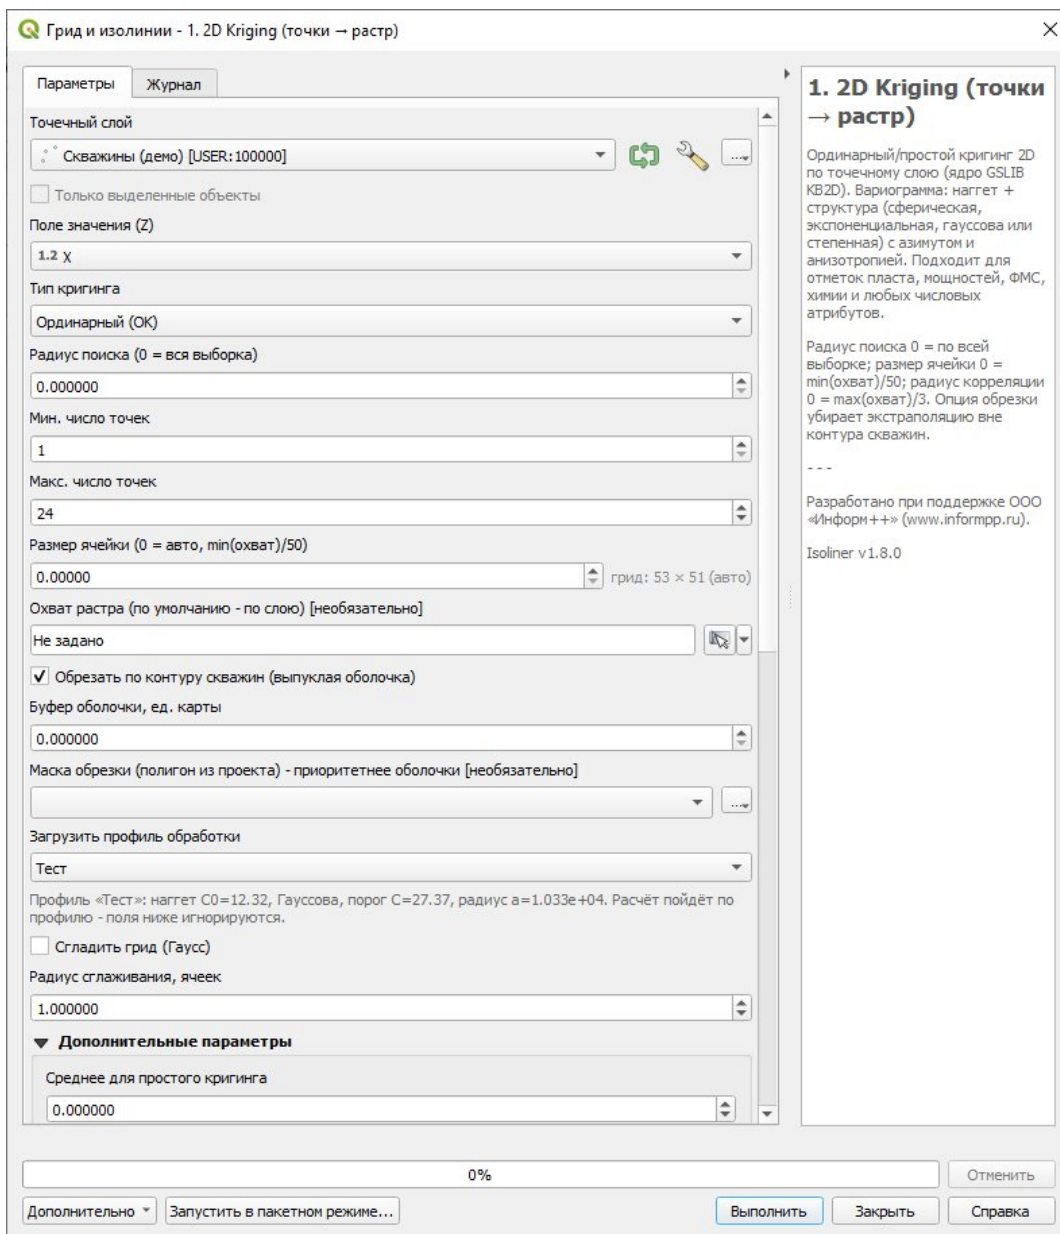 Грид и изолинии - 1. 2D Kriging (точки → растр)
Параметры
Журнал
Точечный слой
Скважины (демо) [USER:100000]
Только выделенные объекты
Поле значения (Z)
1.2 X
Тип кригинга
Ординарный (OK)
Радиус поиска (0 = вся выборка)
0.000000
Мин. число точек
1
Макс. число точек
24
Размер ячейки (0 = авто, min(охват)/50)
0.00000
грид: 53 × 51 (авто)
Охват растра (по умолчанию - по слою) [необязательно]
Не задано
Обрезать по контуру скважин (выпуклая оболочка)
Буфер оболочки, ед. карты
0.000000
Маска обрезки (полигон из проекта) - приоритетнее оболочки [необязательно]
Загрузить профиль обработки
Тест
Профиль «Тест»: наггет C0=12.32, Гауссова, порог C=27.37, радиус a=1.033e+04. Расчёт пойдёт по
профилю - поля ниже игнорируются.
Сгладить грид (Гаусс)
Радиус сглаживания, ячеек
1.000000
Дополнительные параметры
Среднее для простого кригинга
0.000000
1. 2D Kriging (точки
→ растр)
Ординарный/простой кригинг 2D
по точечному слою (ядро GSLIB
KB2D). Вариограмма: наггет +
структура (сферическая,
экспоненциальная, гауссова или
степенная) с азимутом и
анизотропией. Подходит для
отметок пласта, мощностей, ФМС,
химии и любых числовых
атрибутов.
Радиус поиска 0 = по всей
выборке; размер ячейки 0 =
min(охват)/50; радиус корреляции
0 = max(охват)/3. Опция обрезки
убирает экстраполяцию вне
контура скважин.
- - -
Разработано при поддержке ООО
«Информ++» (www.informpp.ru).
Isoliner v1.8.0
0%
Отменить
Дополнительно
Запустить в пакетном режиме...
Выполнить
Закрыть
Справка